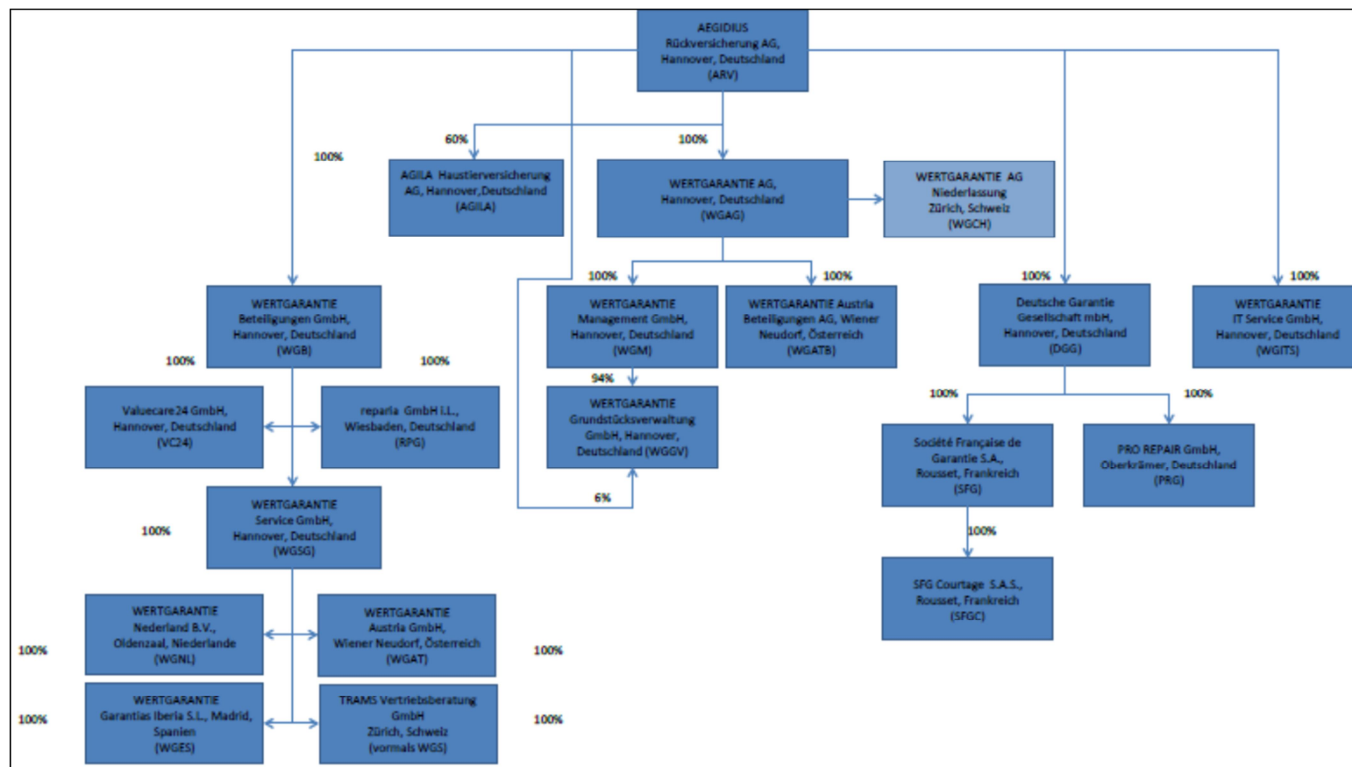 AEGIDIUS
Rückversicherung AG,
Hannover, Deutschland
(ARV)
60%
100%
100%
AGILA Haustierversicherung
AG, Hannover,Deutschland
(AGILA)
WERTGARANTIE AG,
Hannover, Deutschland
(WGAG)
WERTGARANTIE AG
Niederlassung
Zürich, Schweiz
(WGCH)
100%
100%
100%
100%
WERTGARANTIE
Beteiligungen GmbH,
Hannover, Deutschland
(WGB)
WERTGARANTIE
Management GmbH,
Hannover, Deutschland
(WGM)
WERTGARANTIE Austria
Beteiligungen AG, Wiener
Neudorf, Österreich
(WGATB)
Deutsche Garantie
Gesellschaft mbH,
Hannover, Deutschland
(DGG)
WERTGARANTIE
IT Service GmbH,
Hannover, Deutschland
(WGITS)
100%
100%
94%
100%
100%
Valuecare24 GmbH,
Hannover, Deutschland
(VC24)
reparia GmbH i.L.,
Wiesbaden, Deutschland
(RPG)
WERTGARANTIE
Grundstücksverwaltung
GmbH, Hannover,
Deutschland (WGGV)
Société Française de
Garantie S.A.,
Rousset, Frankreich
(SFG)
PRO REPAIR GmbH,
Oberkrämer, Deutschland
(PRG)
6%
WERTGARANTIE
Service GmbH,
Hannover, Deutschland
(WGSG)
100%
100%
SFG Courtage S.A.S.,
Rousset, Frankreich
(SFGC)
WERTGARANTIE
Nederland B.V.,
Oldenzaal, Niederlande
(WGNL)
WERTGARANTIE
Austria GmbH,
Wiener Neudorf, Österreich
(WGAT)
100%
100%
WERTGARANTIE
Garantias Iberia S.L., Madrid,
Spanien
(WGES)
TRAMS Vertriebsberatung
GmbH
Zürich, Schweiz
(vormals WGS)
100%
100%